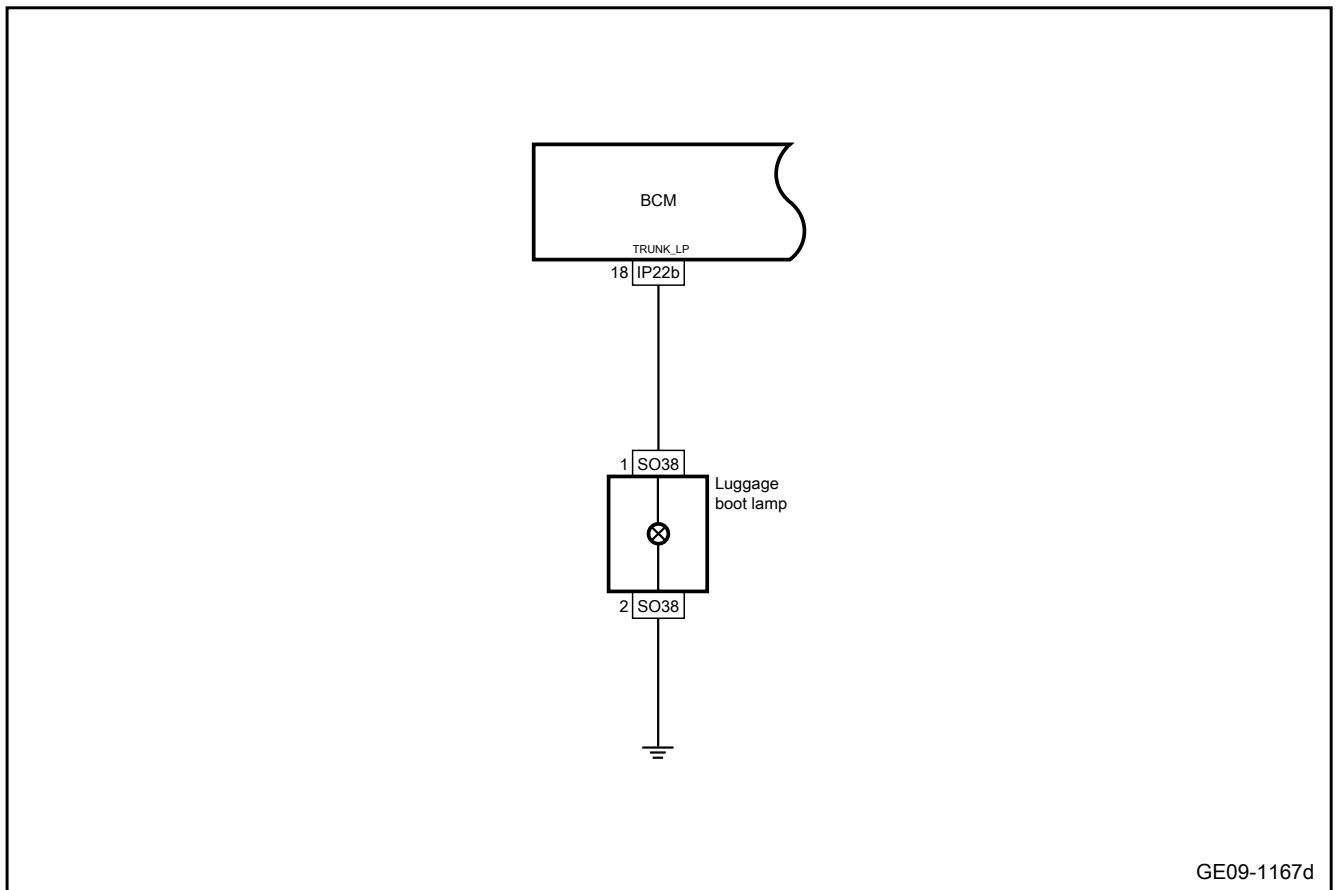 BCM
TRUNK_LP
18 IP22b
1 SO38
Luggage
boot lamp
2 SO38
GE09-1167d